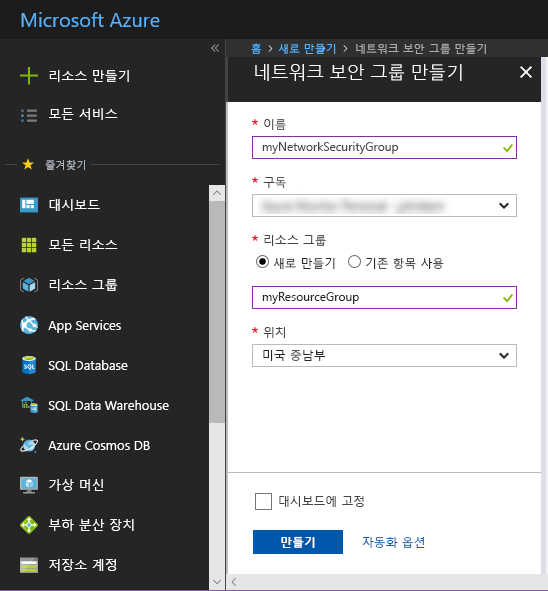 Microsoft Azure
리소스 만들기
모든 서비스
즐겨찾기
대시보드
모든 리소스
리소스 그룹
App Services
SQL Database
SQL Data Warehouse
Azure Cosmos DB
가상 머신
부하 분산 장치
저장소 계정
홈 > 새로 만들기 > 네트워크 보안 그룹 만들기
네트워크 보안 그룹 만들기
* 이름
myNetworkSecurityGroup
* 구독
* 리소스 그룹
새로 만들기 기존 항목 사용
myResourceGroup
* 위치
미국 중남부
대시보드에 고정
만들기 자동화 옵션